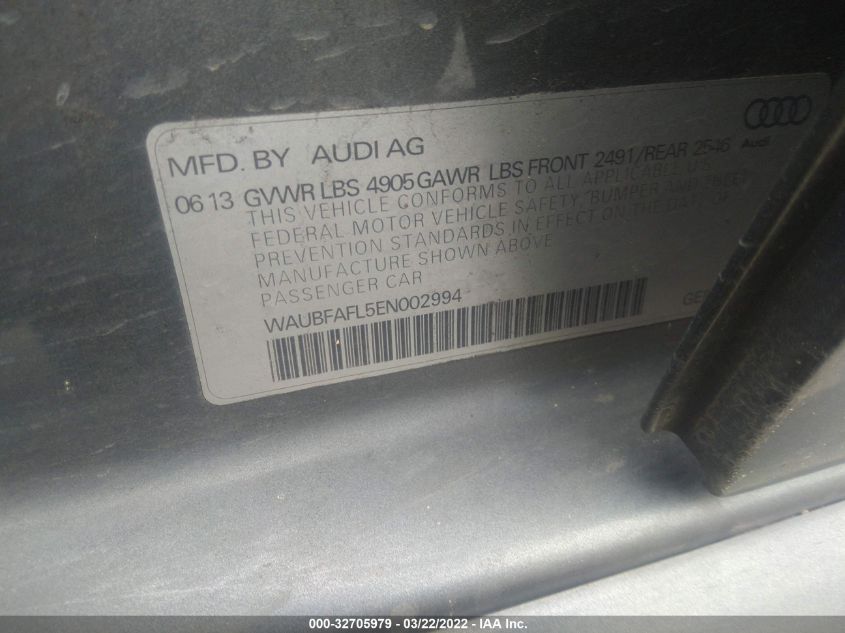 MFD. BY AUDI AG
Audi
06 13 GVWR LBS 4905 GAWR LBS FRONT 2491/REAR 2546
THIS VEHICLE CONFORMS TO ALL APPLICABLE U.S.
FEDERAL MOTOR VEHICLE SAFETY, BUMPER AND THEFT
PREVENTION STANDARDS IN EFFECT ON THE DATE OF
MANUFACTURE SHOWN ABOVE
PASSENGER CAR
WAUBFAFL5EN002994
GE
000-32705979 - 03/22/2022 - IAA Inc.